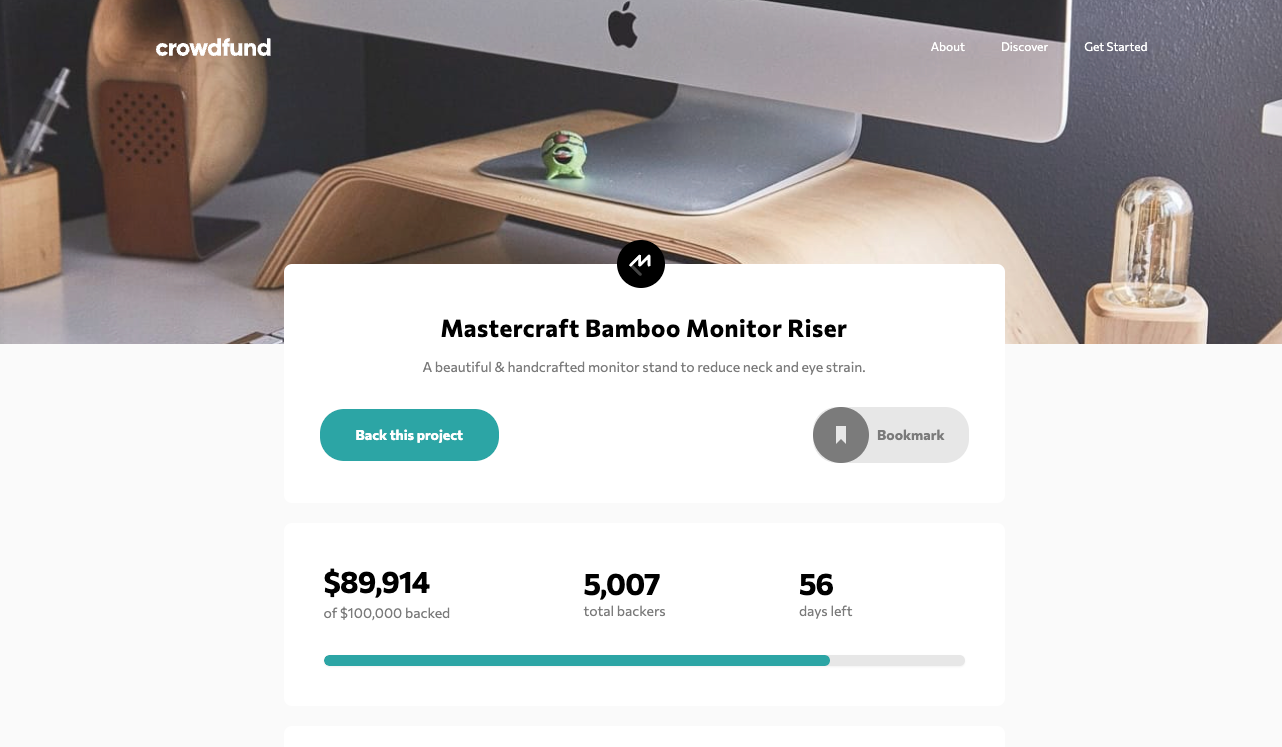 crowdfund
About
Discover
Get Started
Mastercraft Bamboo Monitor Riser
A beautiful & handcrafted monitor stand to reduce neck and eye strain.
Back this project
Bookmark
$89,914
of $100,000 backed
5,007
total backers
56
days left